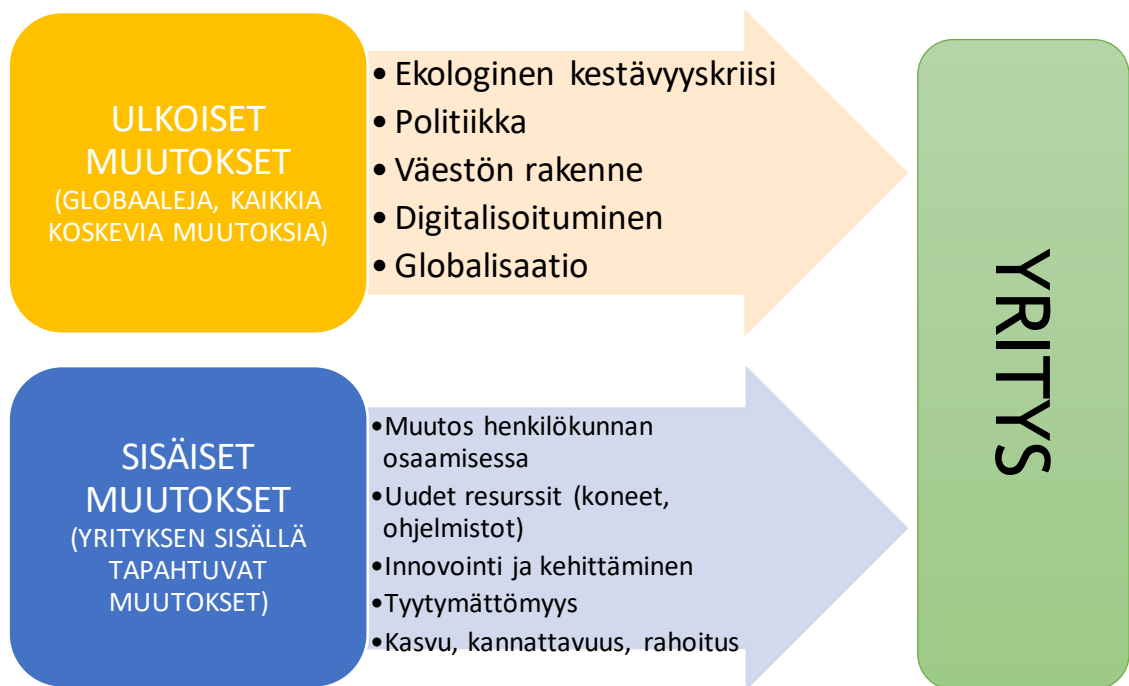 ULKOISET
MUUTOKSET
(GLOBAALEJA, KAIKKIA
KOSKEVIA MUUTOKSIA)
• Ekologinen kestävyyskriisi
• Politiikka
• Väestön rakenne
• Digitalisoituminen
• Globalisaatio
SISÄISET
MUUTOKSET
(YRITYKSEN SISÄLLÄ
TAPAHTUVAT
MUUTOKSET)
•Muutos henkilökunnan
osaamisessa
•Uudet resurssit (koneet,
ohjelmistot)
•Innovointi ja kehittäminen
•Tyytymättömyys
•Kasvu, kannattavuus, rahoitus
YRITYS